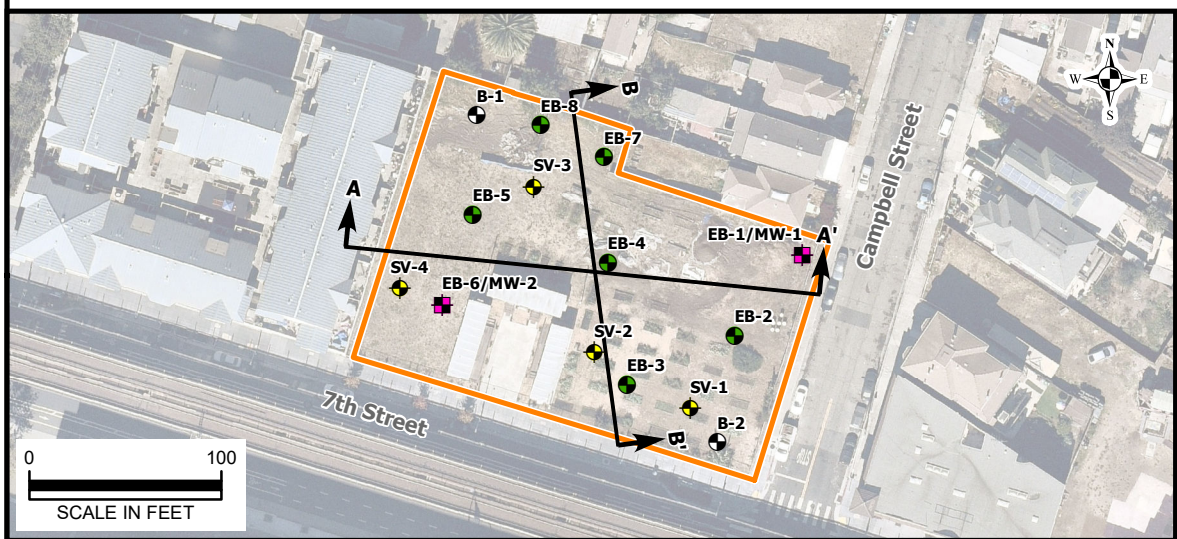 N
W E
S
B
B-1
EB-8
EB-7
SV-3
A
EB-5
EB-1/MW-1
A'
Campbell Street
EB-4
SV-4
EB-6/MW-2
EB-2
SV-2
EB-3
SV-1
7th Street
B'
B-2
0 100
SCALE IN FEET